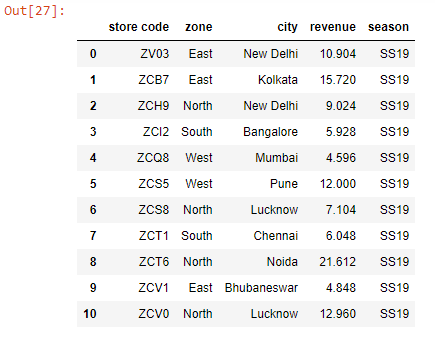 Out[27]:
store code zone city revenue season
0 ZV03 East New Delhi 10.904 SS19
1 ZCB7 East Kolkata 15.720 SS19
2 ZCH9 North New Delhi 9.024 SS19
3 ZCI2 South Bangalore 5.928 SS19
4 ZCQ8 West Mumbai 4.596 SS19
5 ZCS5 West Pune 12.000 SS19
6 ZCS8 North Lucknow 7.104 SS19
7 ZCT1 South Chennai 6.048 SS19
8 ZCT6 North Noida 21.612 SS19
9 ZCV1 East Bhubaneswar 4.848 SS19
10 ZCV0 North Lucknow 12.960 SS19